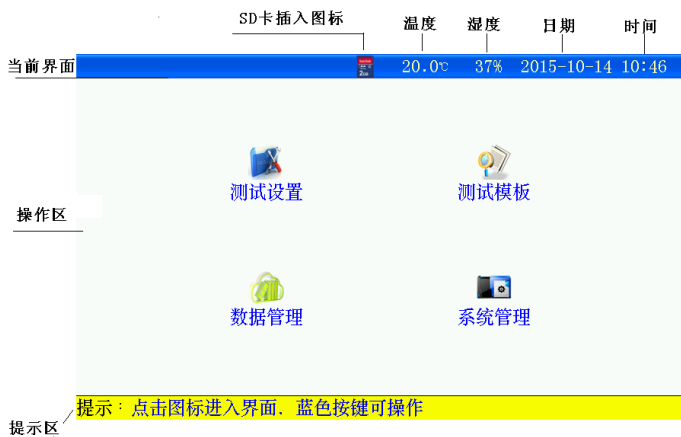 SD卡插入图标 温度 湿度 日期 时间
当前界面 20.0℃ 37% 2015-10-14 10:46
测试设置 测试模板
操作区
数据管理 系统管理
提示：点击图标进入界面．蓝色按键可操作
提示区